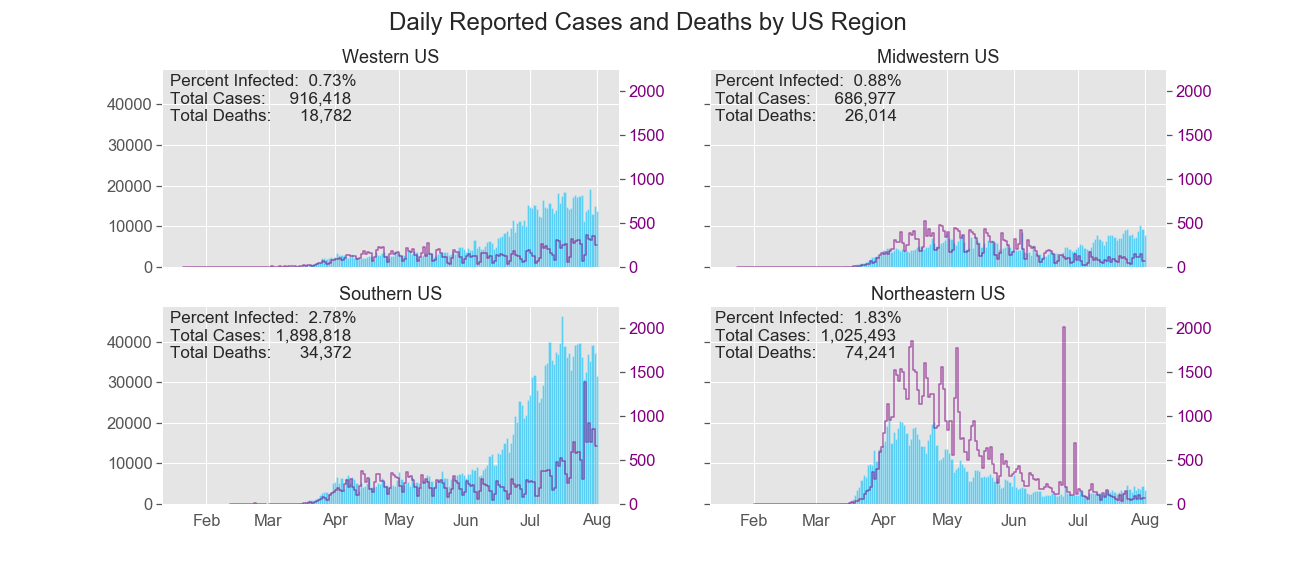 Daily Reported Cases and Deaths by US Region
Western US
Percent Infected: 0.73%
Total Cases: 916,418
Total Deaths: 18,782
40000
30000
20000
10000
0
2000
1500
1000
500
0
Midwestern US
Percent Infected: 0.88%
Total Cases: 686,977
Total Deaths: 26,014
2000
1500
1000
500
0
Southern US
Percent Infected: 2.78%
Total Cases: 1,898,818
Total Deaths: 34,372
40000
30000
20000
10000
0
2000
1500
1000
500
0
Feb Mar Apr May Jun Jul Aug
Northeastern US
Percent Infected: 1.83%
Total Cases: 1,025,493
Total Deaths: 74,241
2000
1500
1000
500
0
Feb Mar Apr May Jun Jul Aug